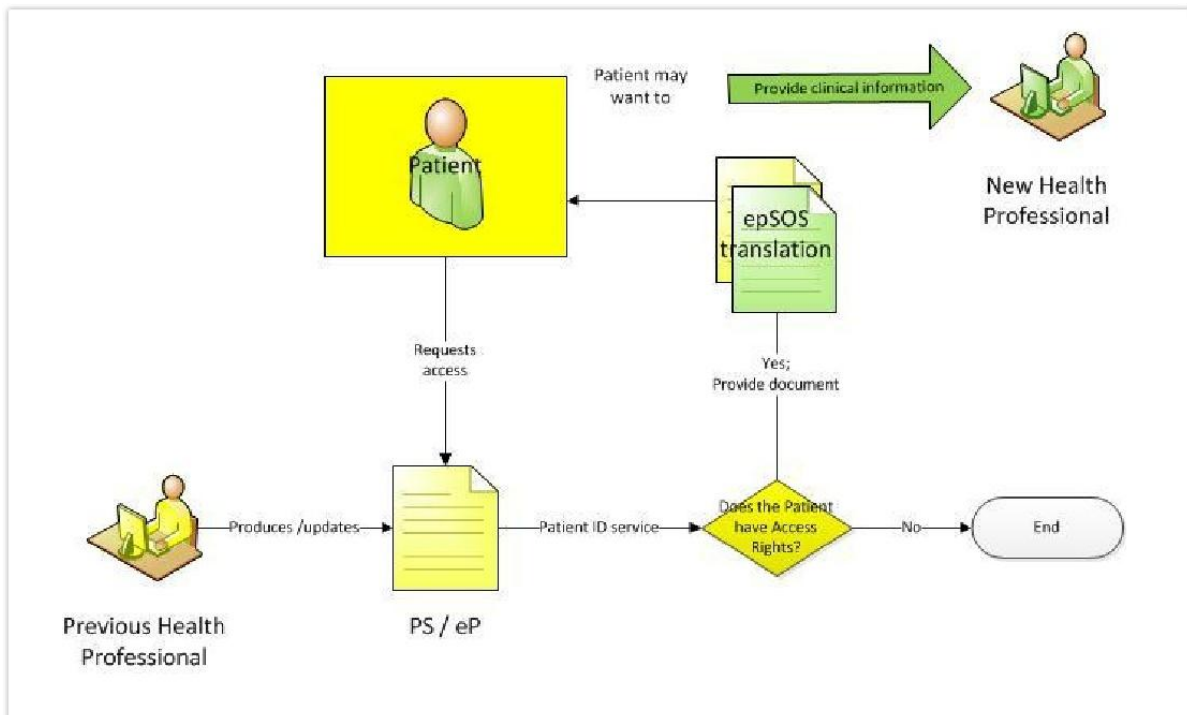 Patient may
want to
Provide clinical information
Patient
New Health
Professional
epSOS
translation
Requests
access
Yes;
Provide document
Produces /updates
Patient ID service
Does the Patient
have Access
Rights?
No
End
Previous Health
Professional
PS / eP